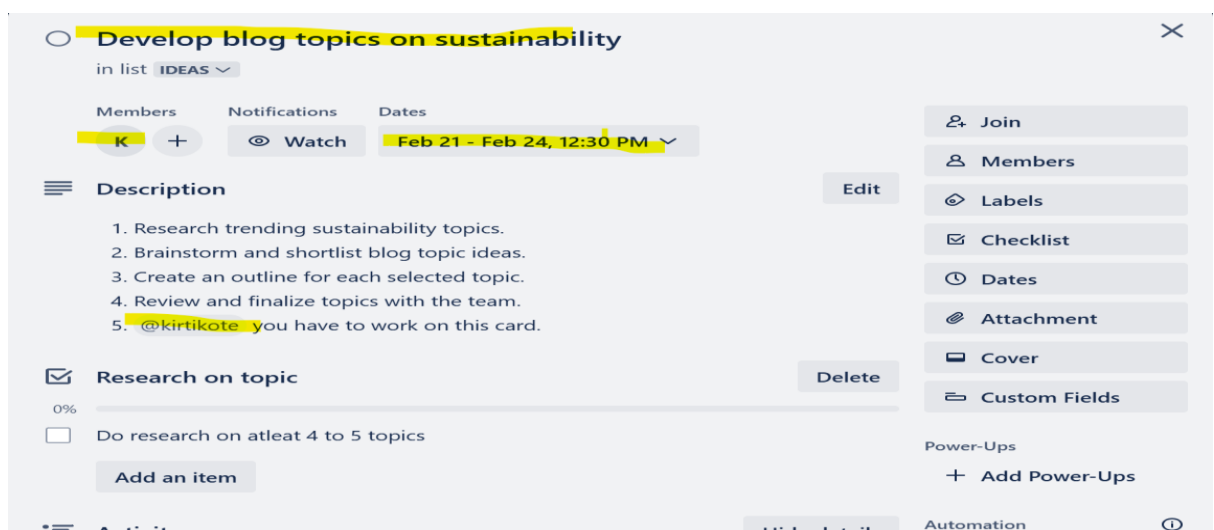 Develop blog topics on sustainability
in list IDEAS
Members Notifications Dates
K + Watch Feb 21 - Feb 24, 12:30 PM
Description Edit
1. Research trending sustainability topics.
2. Brainstorm and shortlist blog topic ideas.
3. Create an outline for each selected topic.
4. Review and finalize topics with the team.
5. @kirtikote you have to work on this card.
Research on topic Delete
0%
Do research on atleat 4 to 5 topics
Add an item
Join
Members
Labels
Checklist
Dates
Attachment
Cover
Custom Fields
Power-Ups
+ Add Power-Ups
Automation